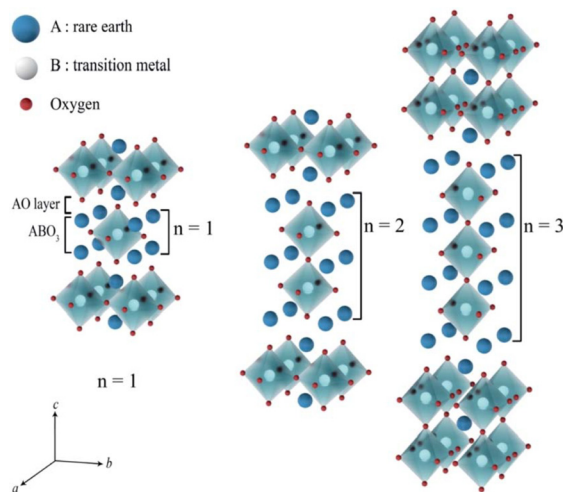 A : rare earth
B : transition metal
Oxygen
AO layer
ABO₃
n = 1
n = 2
n = 3
n = 1
c
b
a